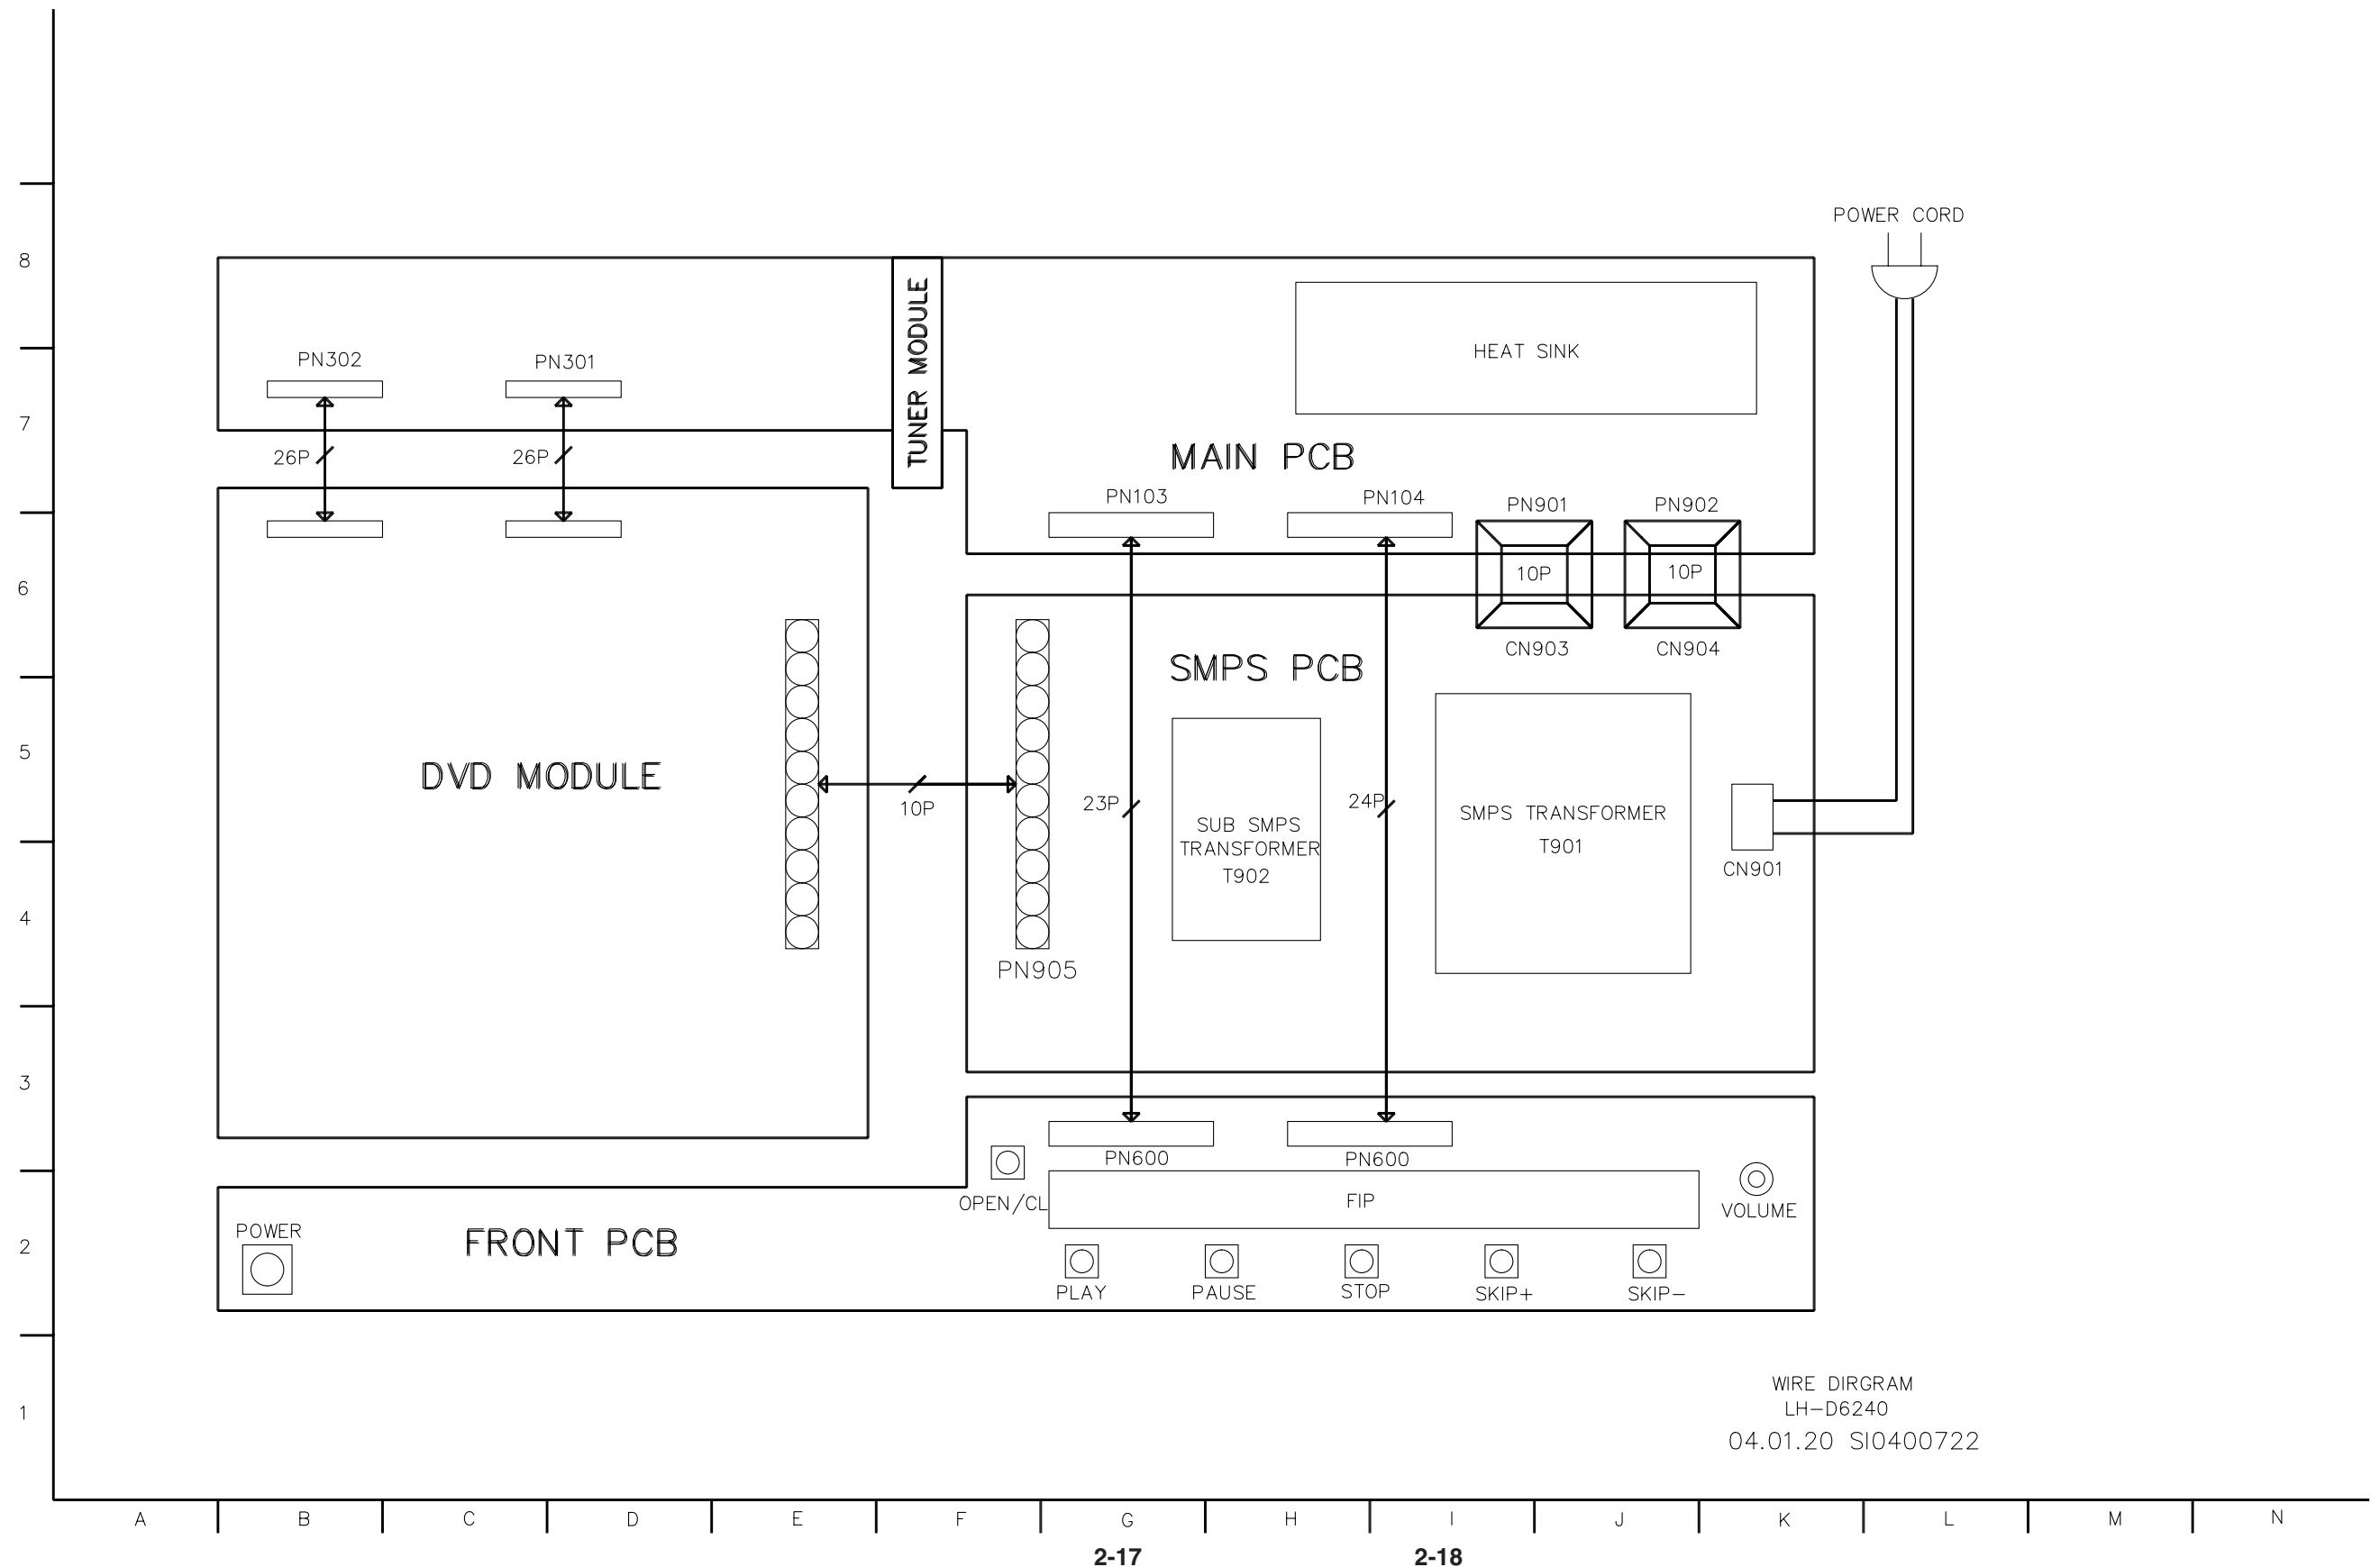 POWER CORD
8
TUNER MODULE
HEAT SINK
PN302
PN301
7
26P
26P
MAIN PCB
PN103
PN104
PN901
PN902
6
10P
10P
CN903
CN904
SMPS PCB
5
DVD MODULE
10P
23P
24P
SUB SMPS
TRANSFORMER
T902
SMPS TRANSFORMER
T901
CN901
4
PN905
3
PN600
PN600
OPEN/CL
FIP
VOLUME
POWER
2
FRONT PCB
PLAY
PAUSE
STOP
SKIP+
SKIP-
WIRE DIRGRAM
1
LH-D6240
04.01.20 SI0400722
A B C D E F G H I J K L M N
2-17 2-18